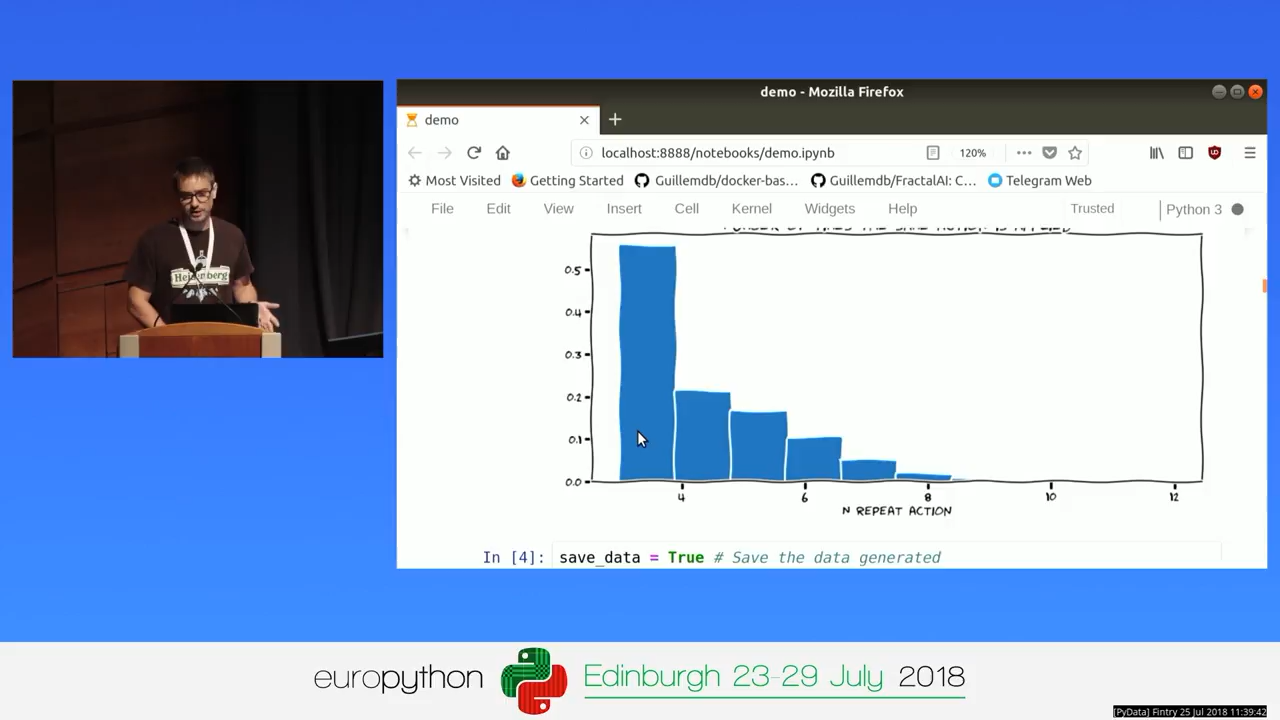 demo - Mozilla Firefox
demo
localhost:8888/notebooks/demo.ipynb
120%
Most Visited
Getting Started
Guillemdb/docker-bas...
Guillemdb/FractalAI: C...
Telegram Web
File
Edit
View
Insert
Cell
Kernel
Widgets
Help
Trusted
Python 3
0.5
0.4
0.3
0.2
0.1
0.0
4
6
8
10
12
N REPEAT ACTION
In [4]:
save_data = True # Save the data generated
europython
Edinburgh 23-29 July 2018
[PyData] Fintry 25 Jul 2018 11:39:42